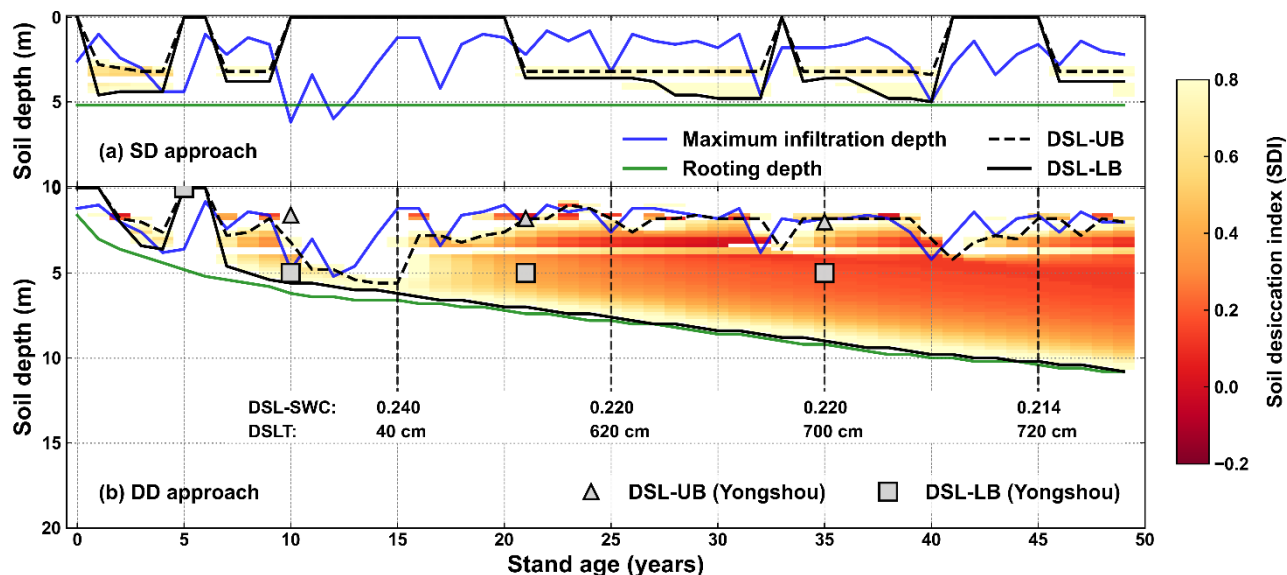 0
5
10
Soil depth (m)
(a) SD approach
Maximum infiltration depth
Rooting depth
DSL-UB
DSL-LB
0.8
0.6
0.4
0.2
0.0
−0.2
Soil desiccation index (SDI)
5
10
15
20
Soil depth (m)
DSL-SWC: 0.240 0.220 0.220 0.214
DSLT: 40 cm 620 cm 700 cm 720 cm
(b) DD approach
DSL-UB (Yongshou)
DSL-LB (Yongshou)
0 5 10 15 20 25 30 35 40 45 50
Stand age (years)